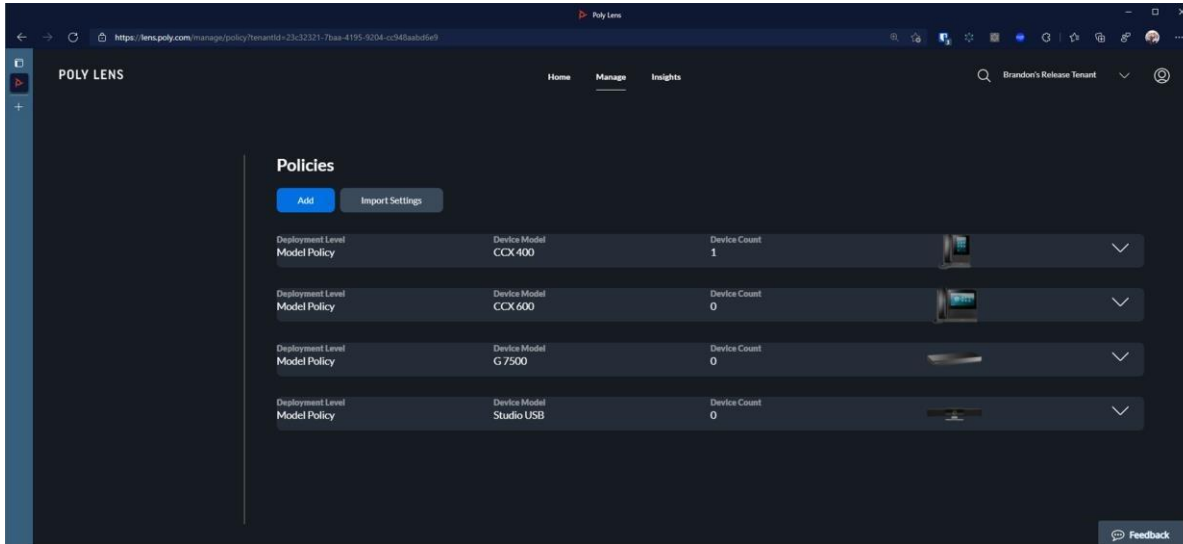 Poly Lens
https://lens.poly.com/manage/policy?tenantId=23c32321-7baa-4195-9204-cc948aabd6e9
POLY LENS Home Manage Insights Brandon's Release Tenant
Policies
Add Import Settings
Deployment Level Device Model Device Count
Model Policy CCX 400 1
Deployment Level Device Model Device Count
Model Policy CCX 600 0
Deployment Level Device Model Device Count
Model Policy G7500 0
Deployment Level Device Model Device Count
Model Policy Studio USB 0
Feedback